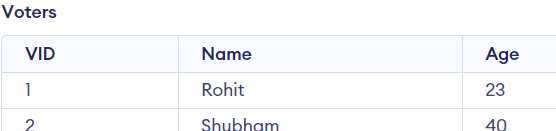 Voters
VID Name Age
1 Rohit 23
2 Shubham 40